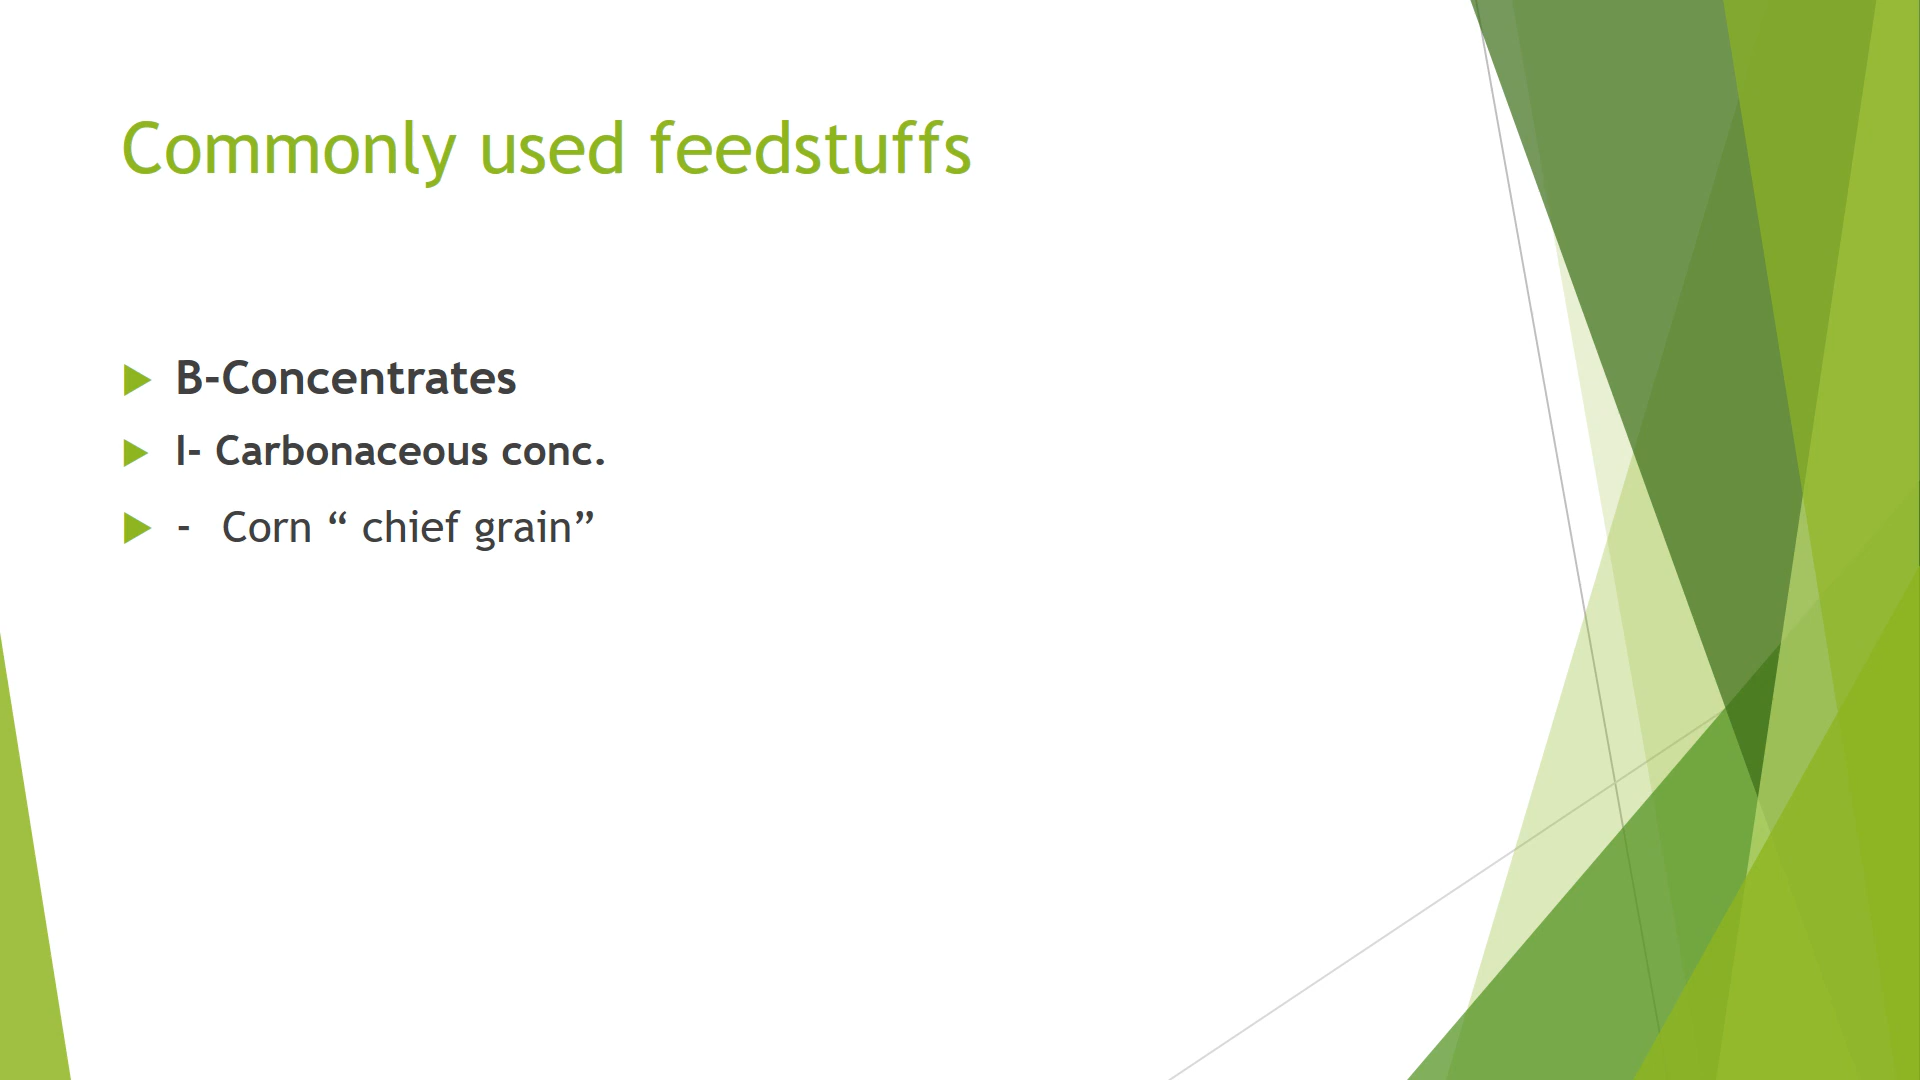 Commonly used feedstuffs
B-Concentrates
I- Carbonaceous conc.
- Corn “ chief grain”